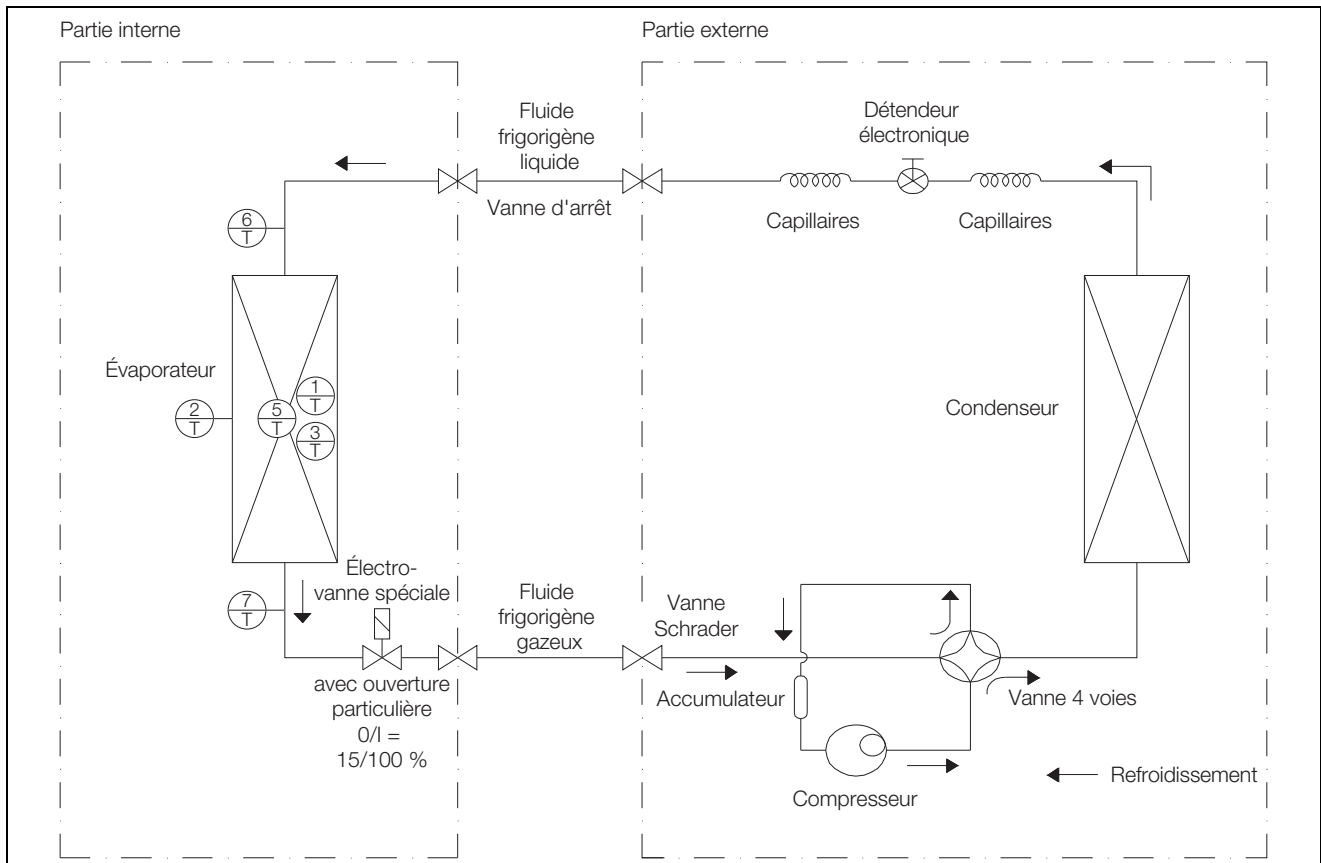 Partie interne
Partie externe
Fluide
frigorigène
liquide
Détendeur
électronique
Vanne d'arrêt
Capillaires
Capillaires
6
T
Évaporateur
1
T
2
T
5
T
3
T
Condenseur
Électro-
vanne spéciale
7
T
Fluide
frigorigène
gazeux
Vanne
Schrader
avec ouverture
particulière
0/I =
15/100 %
Accumulateur
Vanne 4 voies
Compresseur
Refroidissement